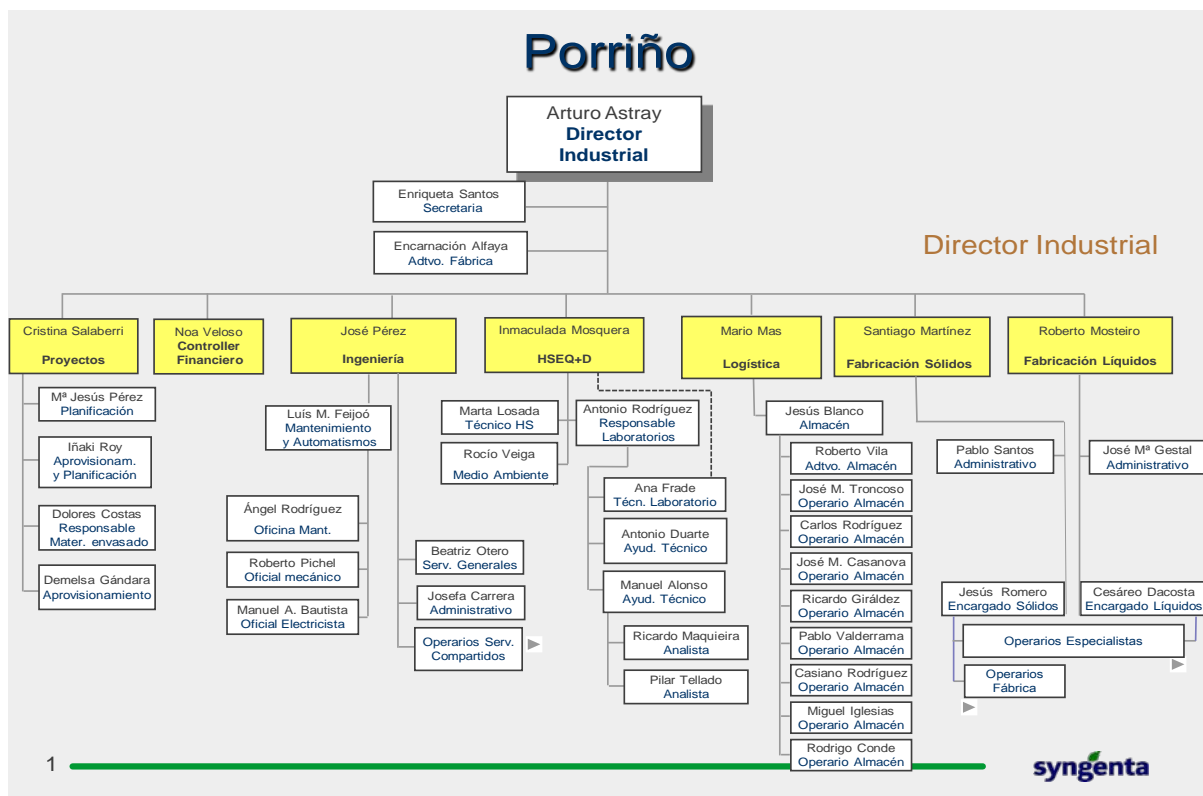 Porriño
Arturo Astray
Director
Industrial
Enriqueta Santos
Secretaria
Encarnación Alfaya
Adtvo. Fábrica
Director Industrial
Cristina Salaberri
Proyectos
Noa Veloso
Controller
Financiero
José Pérez
Ingeniería
Inmaculada Mosquera
HSEQ+D
Mario Mas
Logística
Santiago Martínez
Fabricación Sólidos
Roberto Mosteiro
Fabricación Líquidos
Mª Jesús Pérez
Planificación
Iñaki Roy
Aprovisionam.
y Planificación
Dolores Costas
Responsable
Mater. envasado
Demelsa Gándara
Aprovisionamiento
Luís M. Feijoó
Mantenimiento
y Automatismos
Ángel Rodríguez
Oficina Mant.
Roberto Pichel
Oficial mecánico
Manuel A. Bautista
Oficial Electricista
Beatriz Otero
Serv. Generales
Josefa Carrera
Administrativo
Operarios Serv.
Compartidos
Marta Losada
Técnico HS
Rocío Veiga
Medio Ambiente
Antonio Rodríguez
Responsable
Laboratorios
Ana Frade
Técn. Laboratorio
Antonio Duarte
Ayud. Técnico
Manuel Alonso
Ayud. Técnico
Ricardo Maquieira
Analista
Pilar Tellado
Analista
Jesús Blanco
Almacén
Roberto Vila
Adtvo. Almacén
José M. Troncoso
Operario Almacén
Carlos Rodríguez
Operario Almacén
José M. Casanova
Operario Almacén
Ricardo Giráldez
Operario Almacén
Pablo Valderrama
Operario Almacén
Casiano Rodríguez
Operario Almacén
Miguel Iglesias
Operario Almacén
Rodrigo Conde
Operario Almacén
Pablo Santos
Administrativo
José Mª Gestal
Administrativo
Jesús Romero
Encargado Sólidos
Cesáreo Dacosta
Encargado Líquidos
Operarios Especialistas
Operarios
Fábrica
1
syngenta